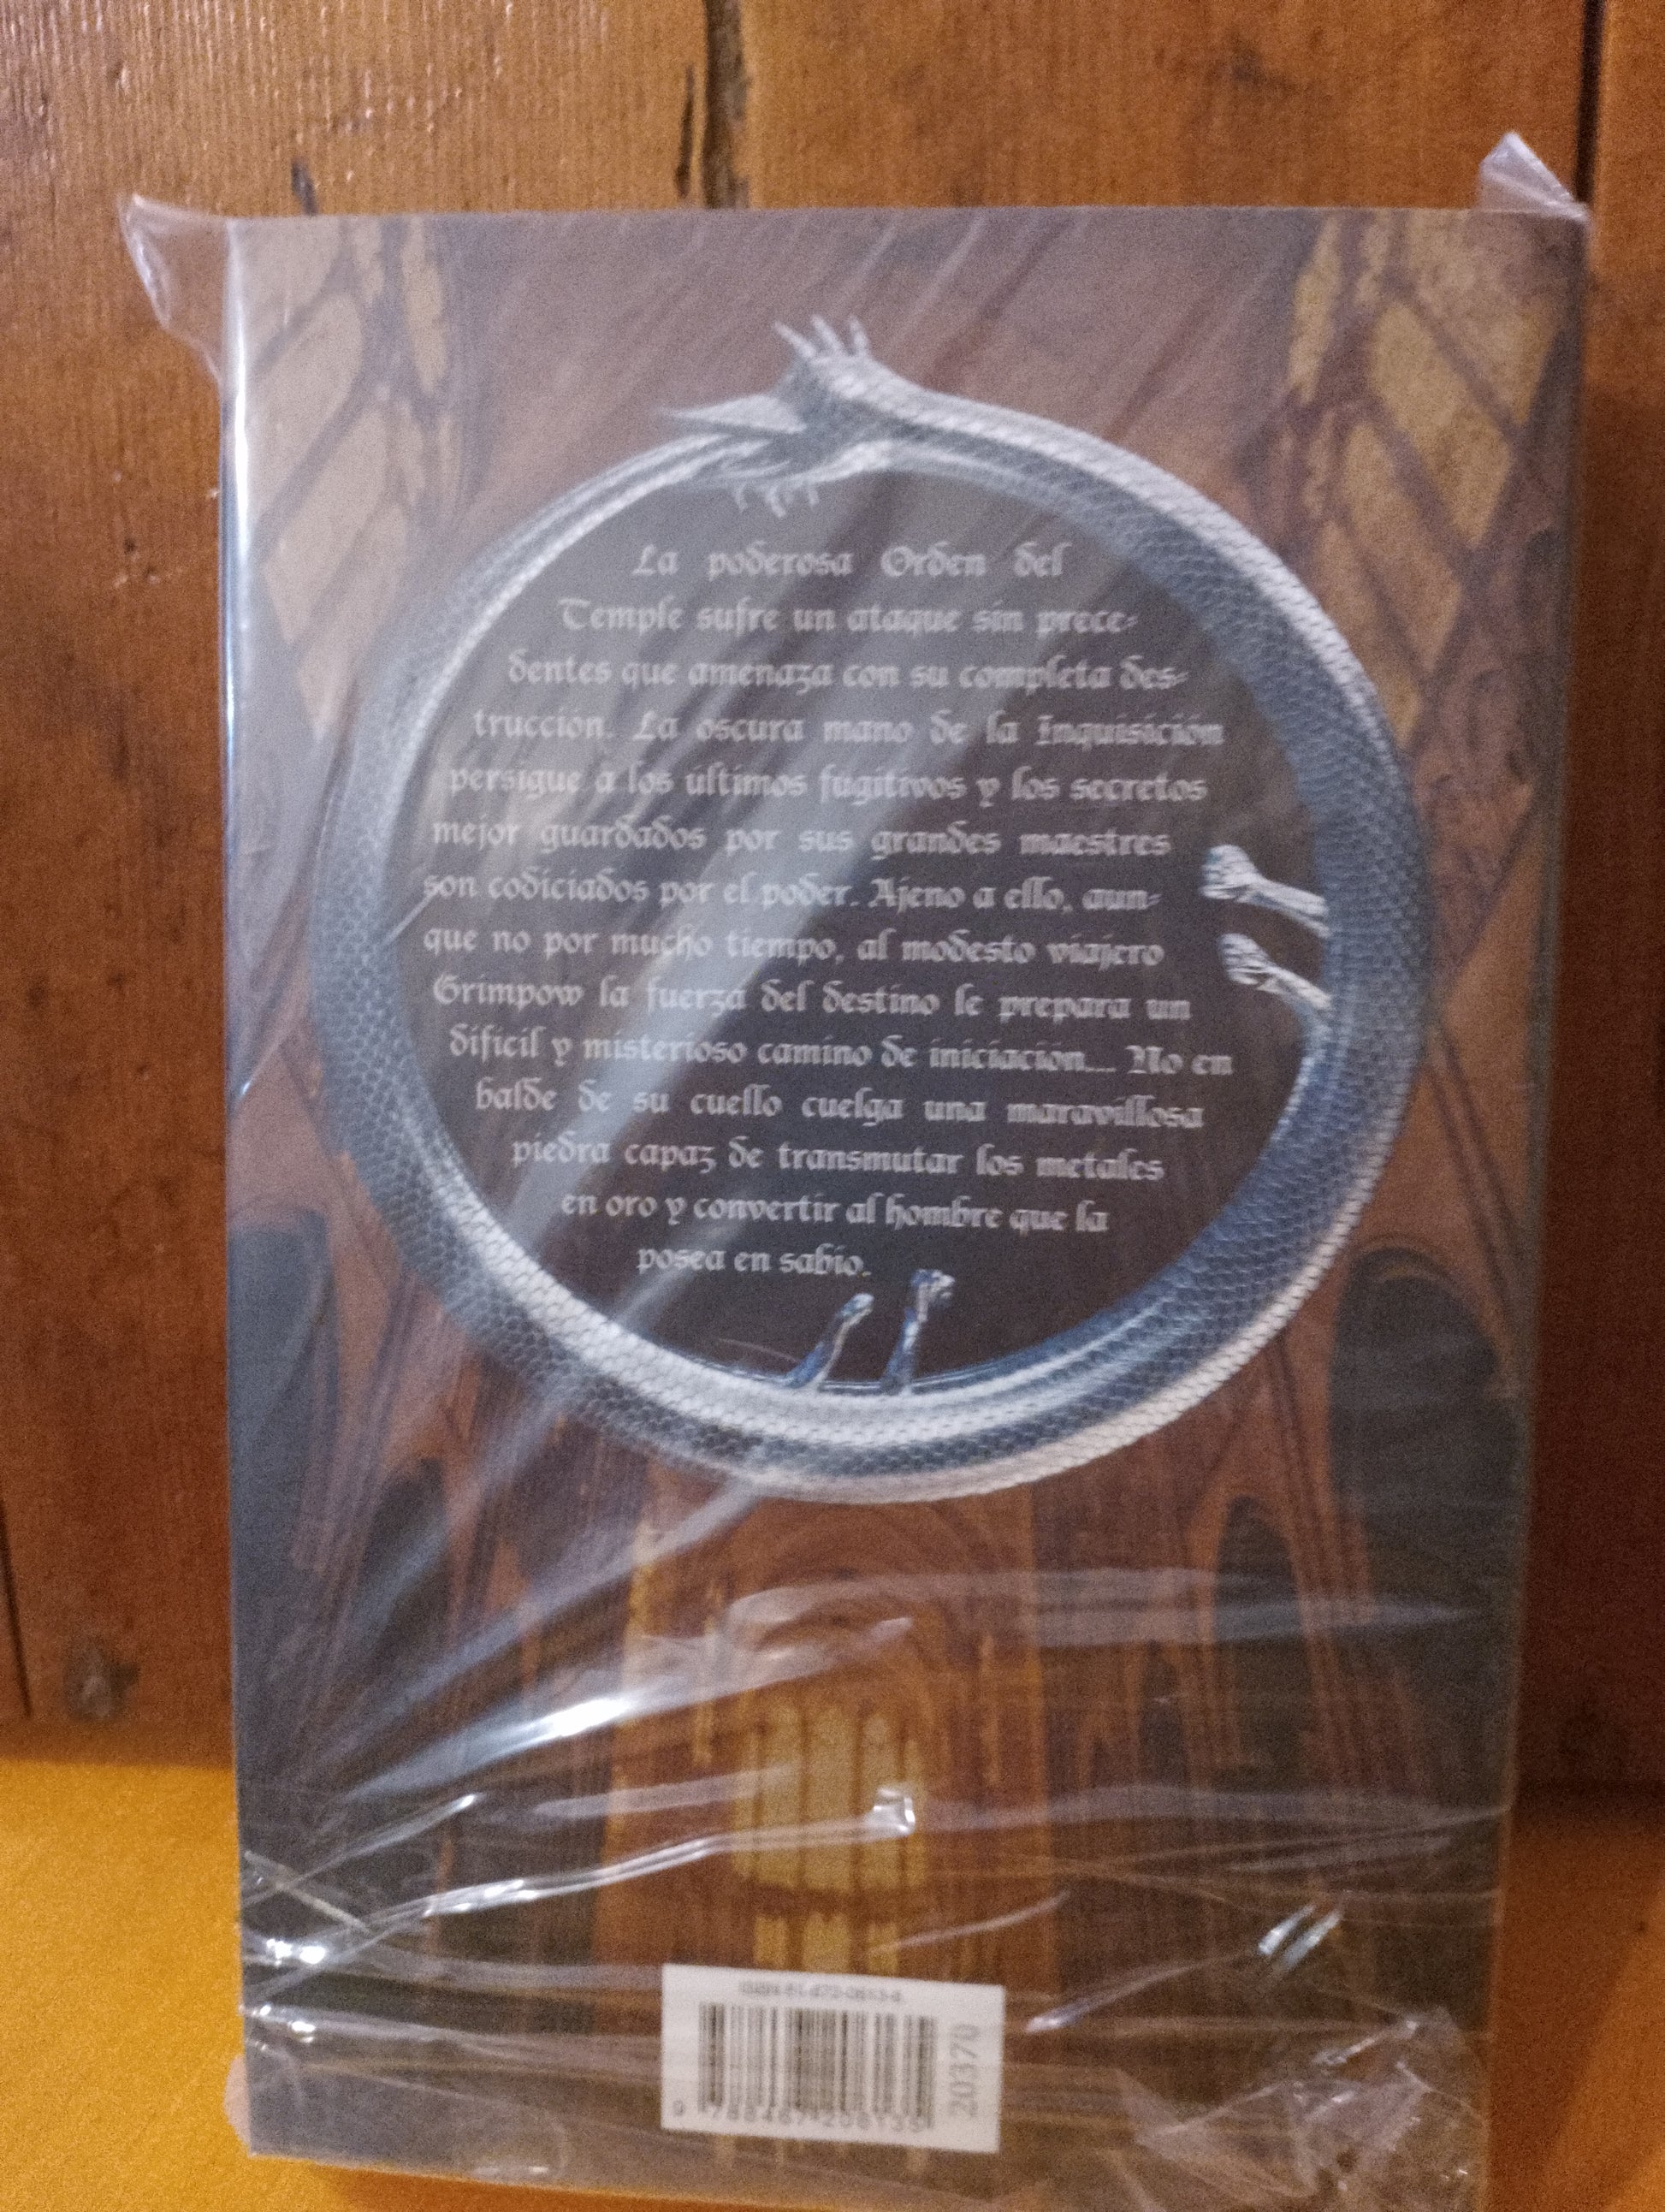 La poderosa Orden del
Temple sufre un ataque sin prece-
dentes que amenaza con su completa des-
trucción. La oscura mano de la Inquisición
persigue a los últimos fugitivos y los secretos
mejor guardados por sus grandes maestres
son codiciados por el poder. Ajeno a ello, aun-
que no por mucho tiempo, al modesto viajero
Grimpow la fuerza del destino le prepara un
difícil y misterioso camino de iniciación... No en
balde de su cuello cuelga una maravillosa
piedra capaz de transmutar los metales
en oro y convertir al hombre que la
posea en sabio.
20370